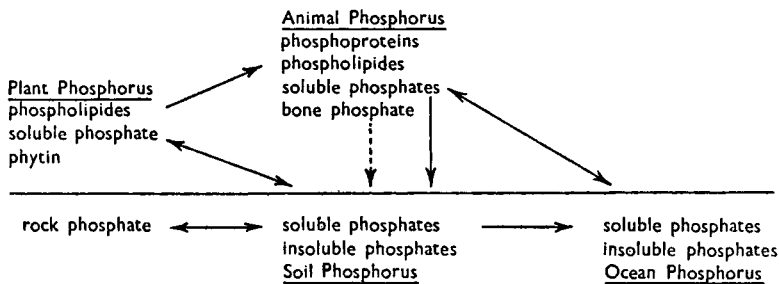 Animal Phosphorus
phosphoproteins
phospholipides
soluble phosphates
bone phosphate
Plant Phosphorus
phospholipides
soluble phosphate
phytin
rock phosphate
soluble phosphates
insoluble phosphates
Soil Phosphorus
soluble phosphates
insoluble phosphates
Ocean Phosphorus